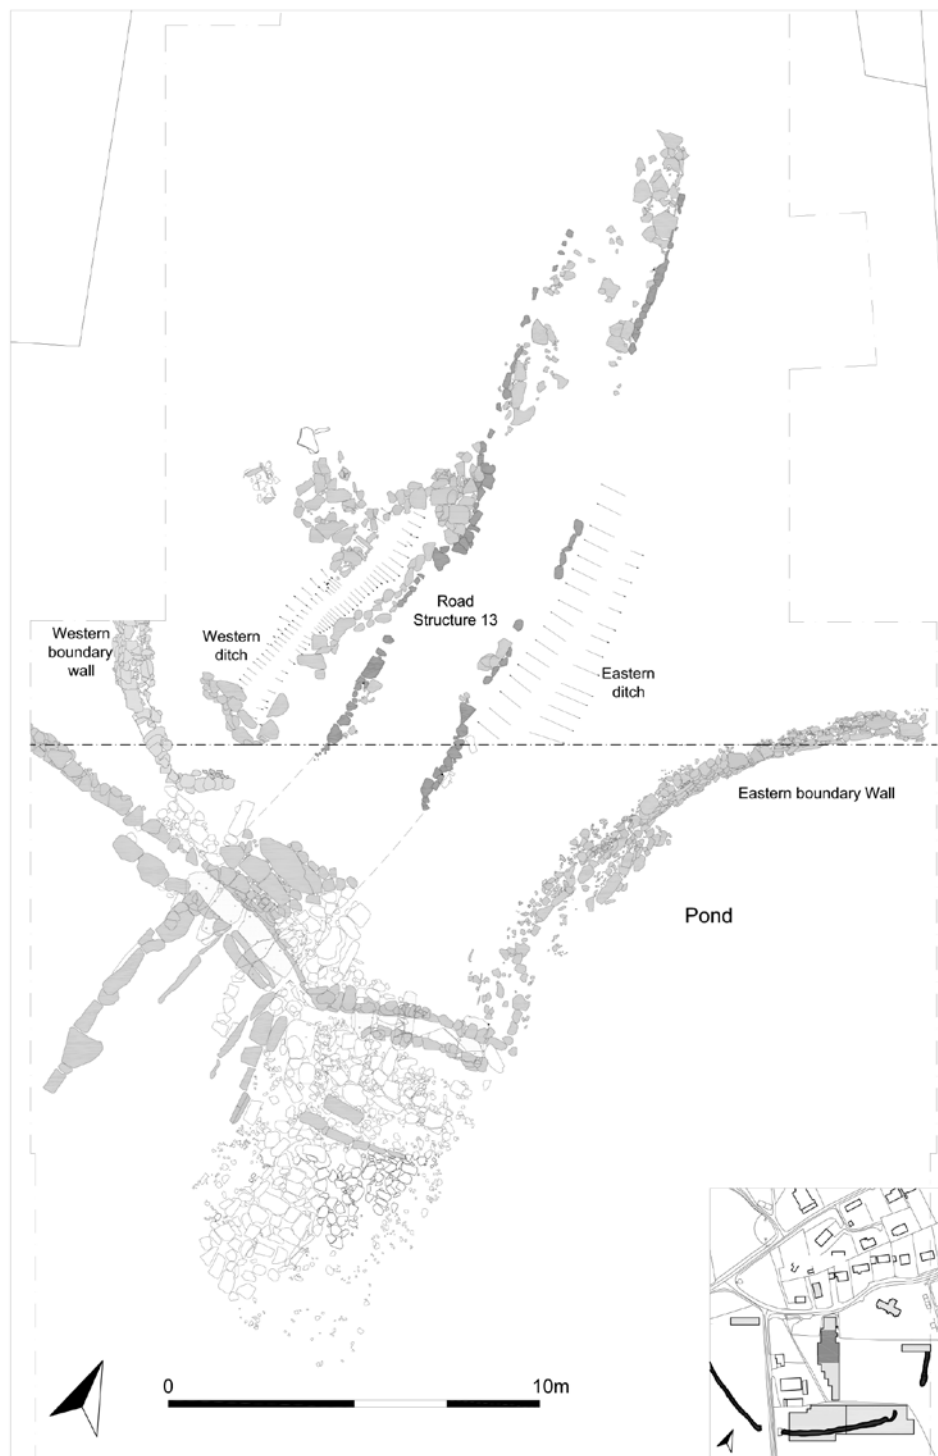 Road
Structure 13
Western
boundary
wall
Western
ditch
Eastern
ditch
Eastern boundary Wall
Pond
0
10m